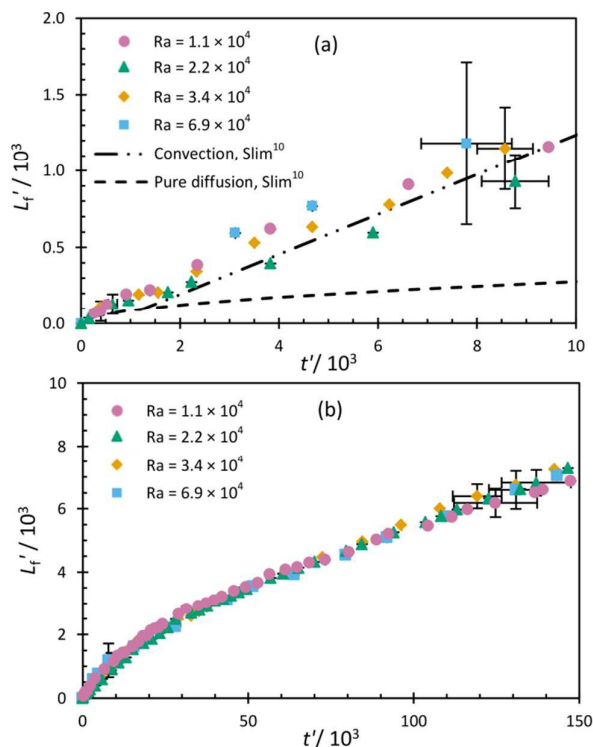 2.0
1.5
1.0
0.5
0.0
L_f' / 10³
(a)
Ra = 1.1 × 10⁴
Ra = 2.2 × 10⁴
Ra = 3.4 × 10⁴
Ra = 6.9 × 10⁴
Convection, Slim¹⁰
Pure diffusion, Slim¹⁰
0 2 4 6 8 10
t'/ 10³
10
8
6
4
2
0
L_f' / 10³
(b)
Ra = 1.1 × 10⁴
Ra = 2.2 × 10⁴
Ra = 3.4 × 10⁴
Ra = 6.9 × 10⁴
0 50 100 150
t'/ 10³